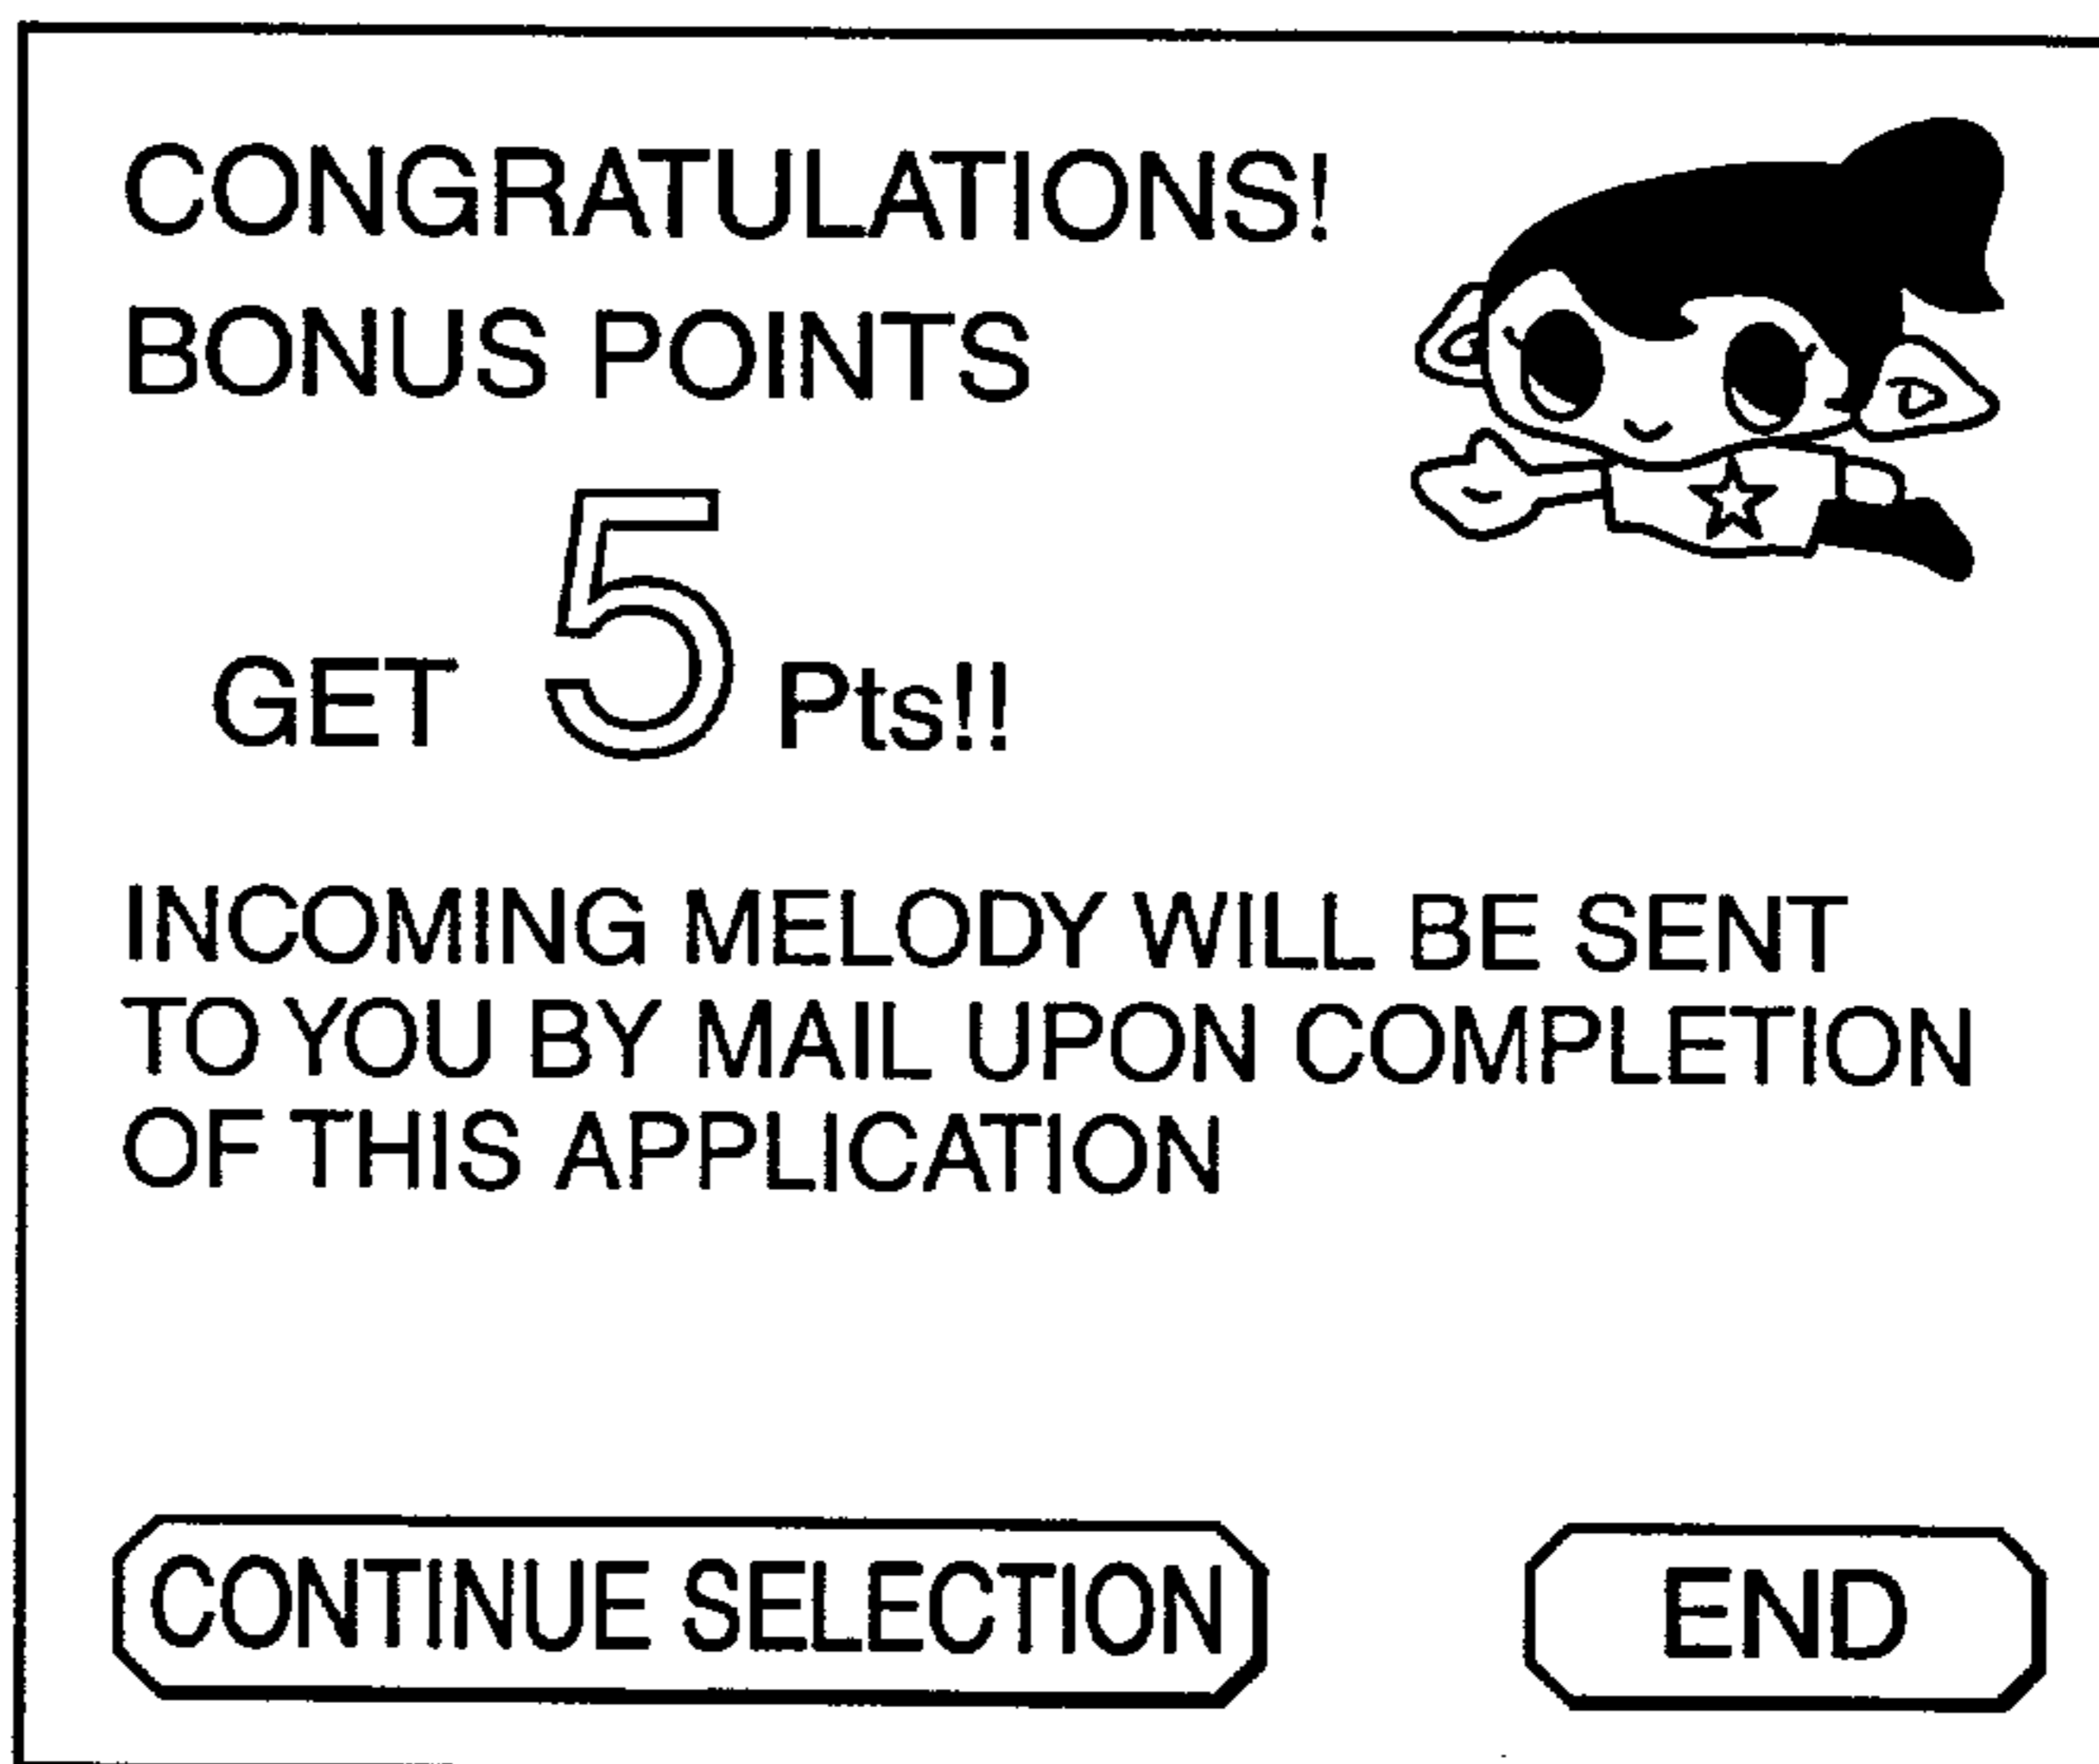 CONGRATULATIONS!
BONUS POINTS
GET 5 Pts!!
INCOMING MELODY WILL BE SENT
TO YOU BY MAIL UPON COMPLETION
OF THIS APPLICATION
CONTINUE SELECTION
END